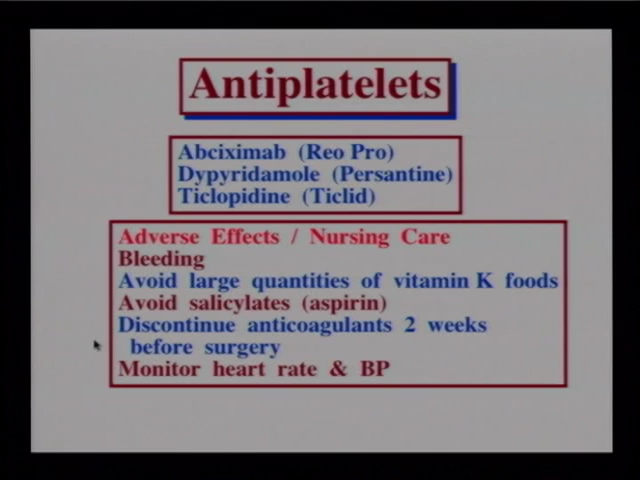 Antiplatelets
Abciximab (Reo Pro)
Dypyridamole (Persantine)
Ticlopidine (Ticlid)
Adverse Effects / Nursing Care
Bleeding
Avoid large quantities of vitamin K foods
Avoid salicylates (aspirin)
Discontinue anticoagulants 2 weeks
before surgery
Monitor heart rate & BP